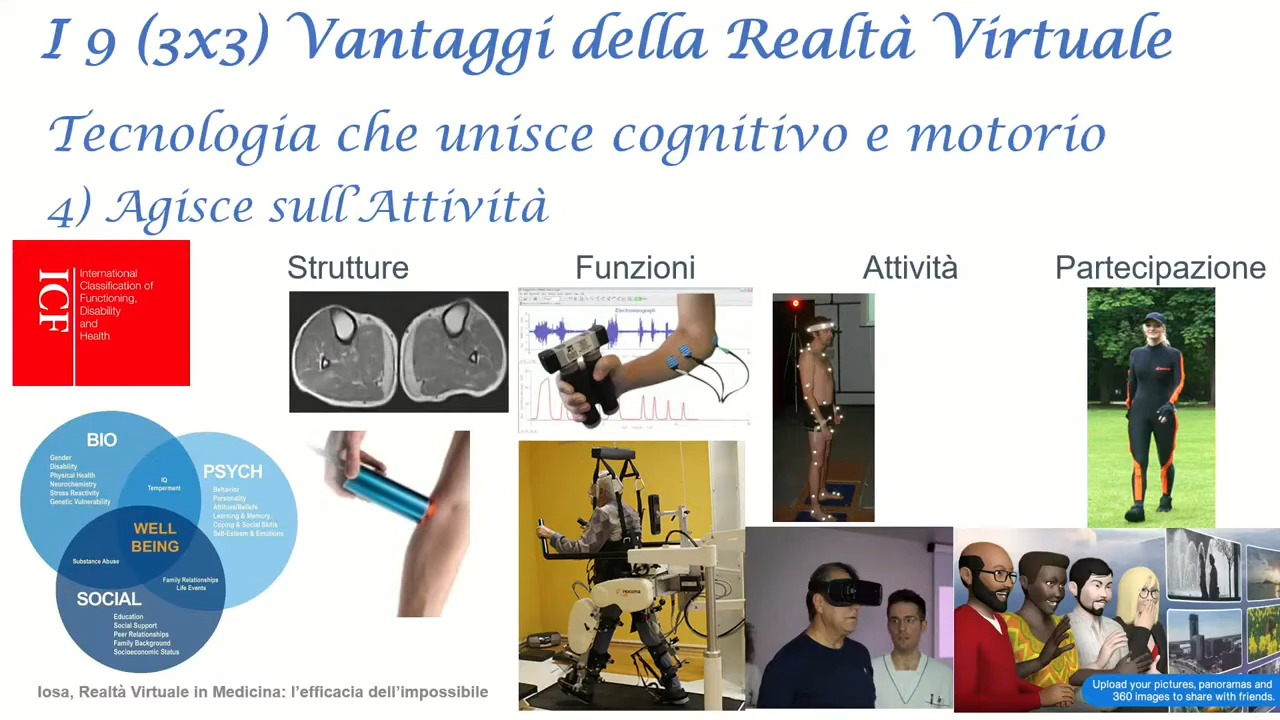 I 9 (3x3) Vantaggi della Realtà Virtuale
Tecnologia che unisce cognitivo e motorio
4) Agisce sull'Attività
ICF
International
Classification of
Functioning,
Disability
and
Health
Strutture
Funzioni
Attività
Partecipazione
Electromyograph
BIO
Gender
Disability
Physical Health
Neurochemistry
Stress Reactivity
Genetic Vulnerability
IQ
Temperment
PSYCH
Behavior
Personality
Attitude/Beliefs
Learning & Memory
Coping & Social Skills
Self-Esteem & Emotions
WELL
BEING
Substance Abuse
Family Relationships
Life Events
SOCIAL
Education
Social Support
Peer Relationships
Family Background
Socioeconomic Status
Upload your pictures, panoramas and
360 images to share with friends.
Iosa, Realtà Virtuale in Medicina: l'efficacia dell'impossibile